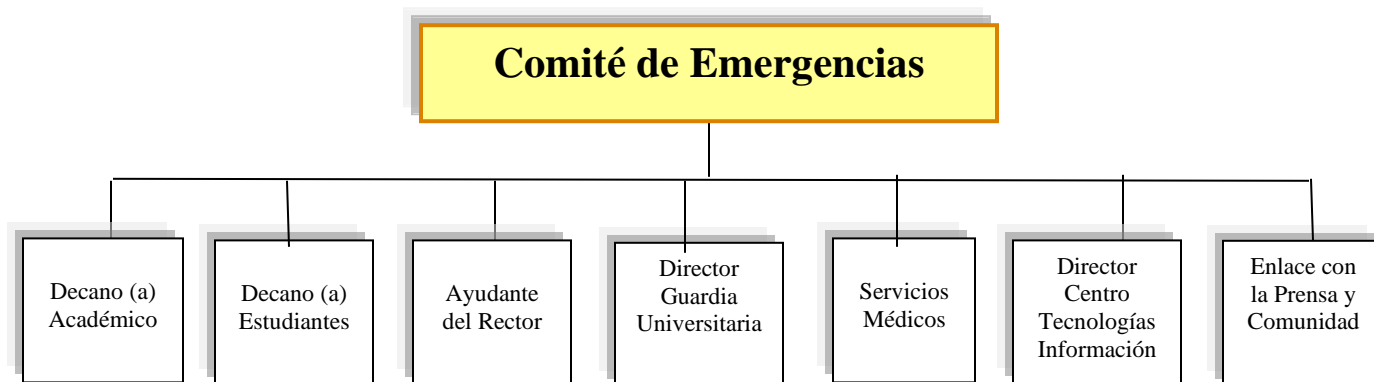 Comité de Emergencias
Decano (a)
Académico
Decano (a)
Estudiantes
Ayudante
del Rector
Director
Guardia
Universitaria
Servicios
Médicos
Director
Centro
Tecnologías
Información
Enlace con
la Prensa y
Comunidad